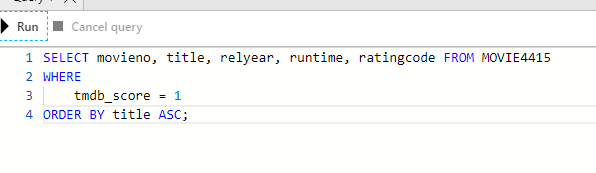 Run Cancel query
1 SELECT movieno, title, relyear, runtime, ratingcode FROM MOVIE4415
2 WHERE
3 tmdb_score = 1
4 ORDER BY title ASC;